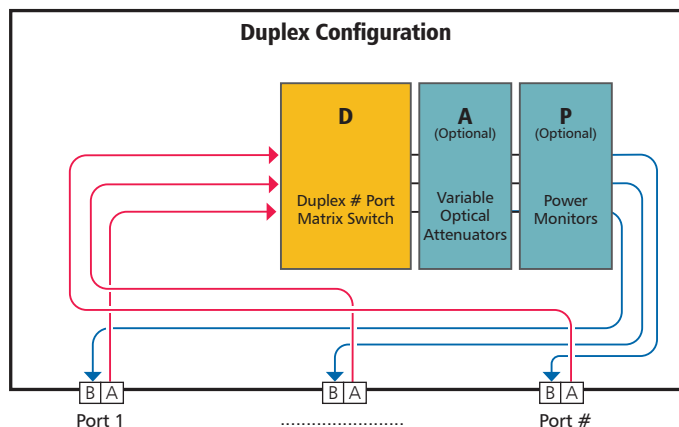 Duplex Configuration
D
Duplex # Port
Matrix Switch
A
(Optional)
Variable
Optical
Attenuators
P
(Optional)
Power
Monitors
B A
B A
B A
Port 1
.......................
Port #